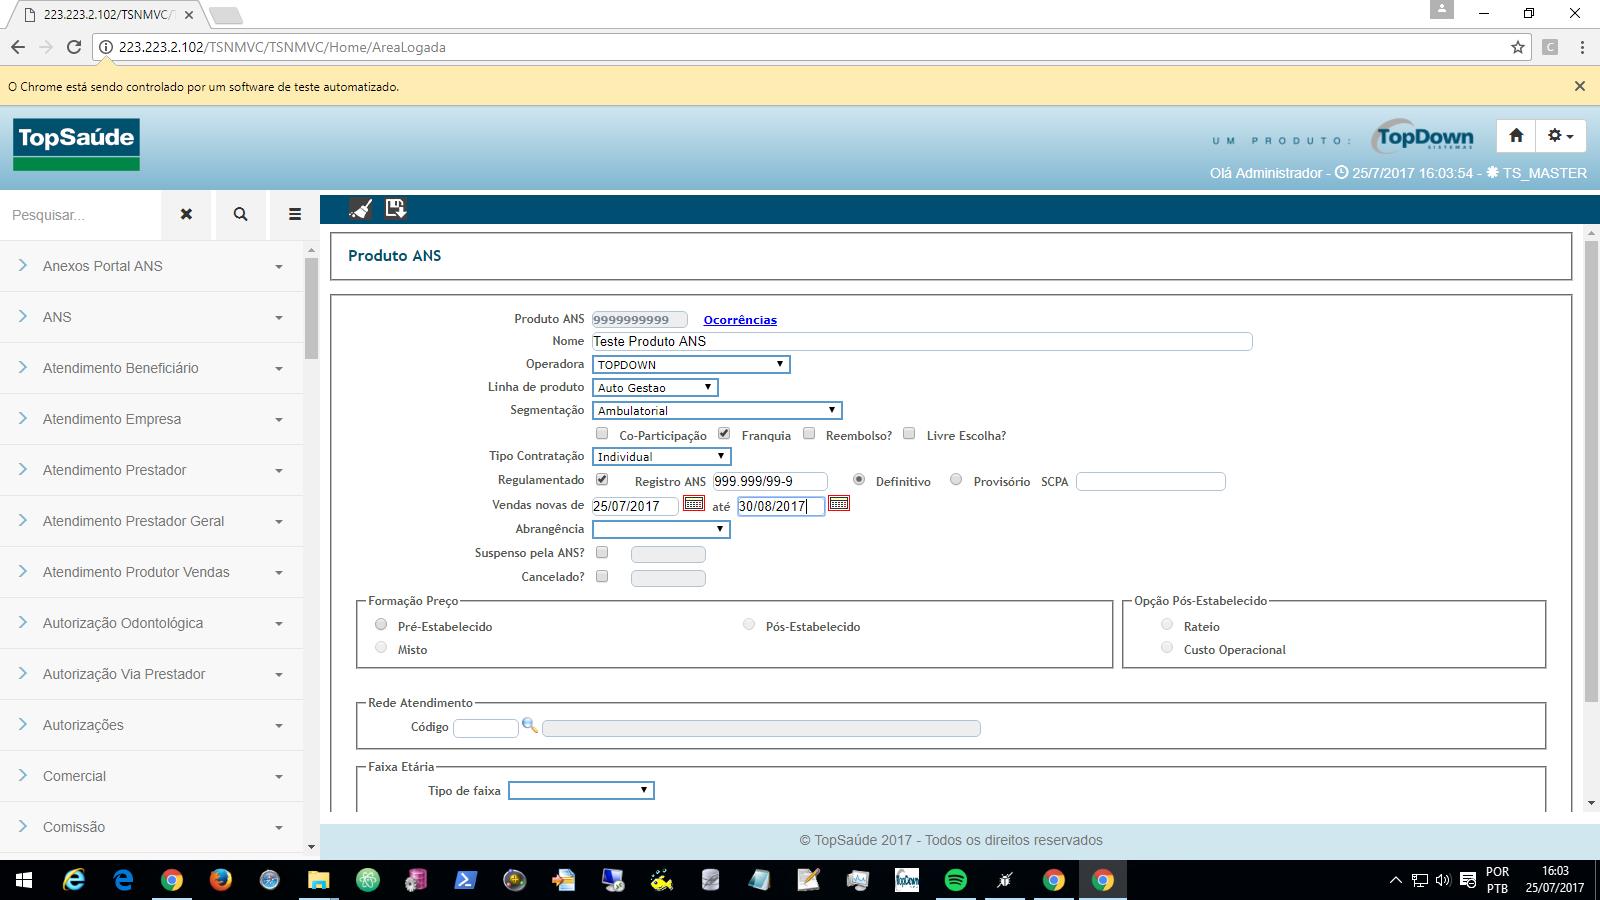 223.223.2.102/TSNMVC/T
223.223.2.102/TSNMVC/TSNMVC/Home/AreaLogada
C
O Chrome está sendo controlado por um software de teste automatizado.
TopSaúde
UM PRODUTO:
TopDown
SISTEMAS
Olá Administrador - 25/7/2017 16:03:54 - TS_MASTER
Pesquisar...
Anexos Portal ANS
ANS
Atendimento Beneficiário
Atendimento Empresa
Atendimento Prestador
Atendimento Prestador Geral
Atendimento Produtor Vendas
Autorização Odontológica
Autorização Via Prestador
Autorizações
Comercial
Comissão
Produto ANS
Produto ANS 9999999999 Ocorrências
Nome Teste Produto ANS
Operadora TOPDOWN
Linha de produto Auto Gestao
Segmentação Ambulatorial
Co-Participação Franquia Reembolso? Livre Escolha?
Tipo Contratação Individual
Regulamentado Registro ANS 999.999/99-9 Definitivo Provisório SCPA
Vendas novas de 25/07/2017 até 30/08/2017
Abrangência
Suspenso pela ANS?
Cancelado?
Formação Preço
Pré-Estabelecido Pós-Estabelecido
Misto
Opção Pós-Estabelecido
Rateio
Custo Operacional
Rede Atendimento
Código
Faixa Etária
Tipo de faixa
© TopSaúde 2017 - Todos os direitos reservados
TopDown
POR
PTB
16:03
25/07/2017